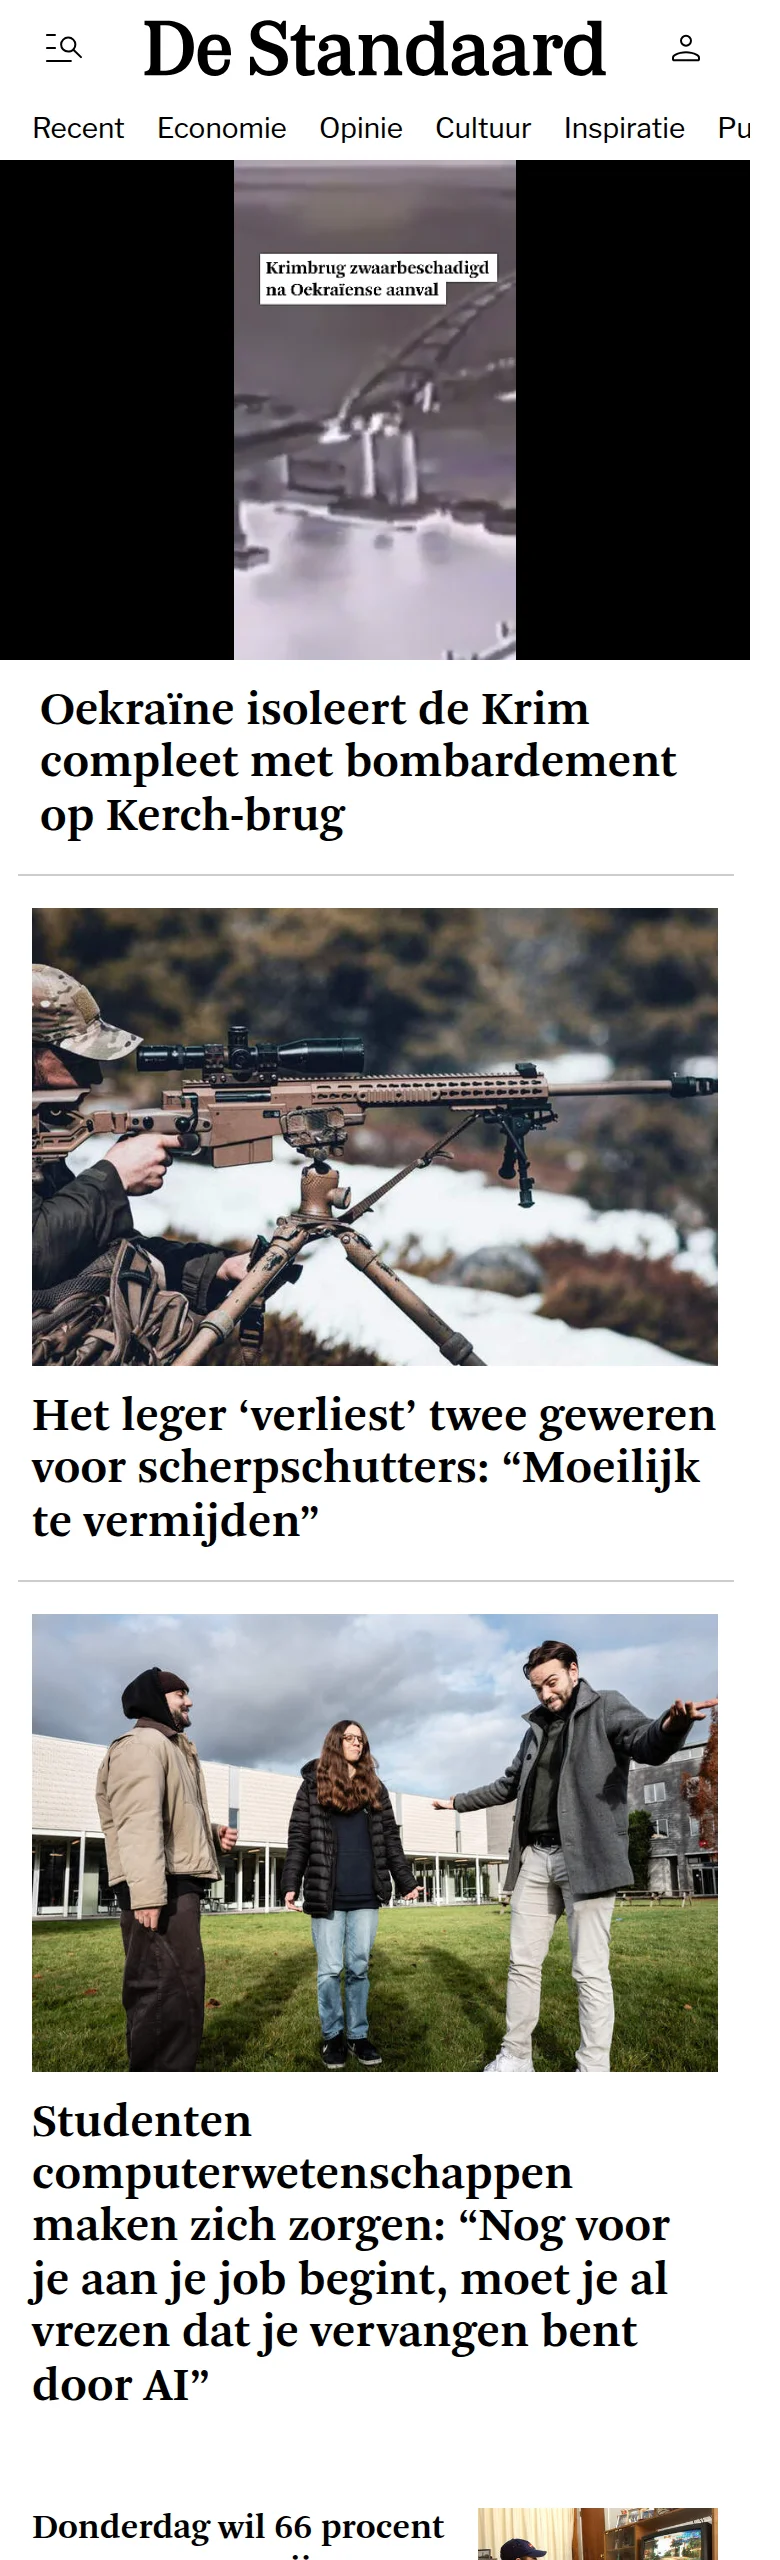 De Standaard
Recent Economie Opinie Cultuur Inspiratie Pu
Krimbrug zwaarbeschadigd
na Oekraïense aanval
Oekraïne isoleert de Krim
compleet met bombardement
op Kerch-brug
Het leger ‘verliest’ twee geweren
voor scherpschutters: “Moeilijk
te vermijden”
Studenten
computerwetenschappen
maken zich zorgen: “Nog voor
je aan je job begint, moet je al
vrezen dat je vervangen bent
door AI”
Donderdag wil 66 procent